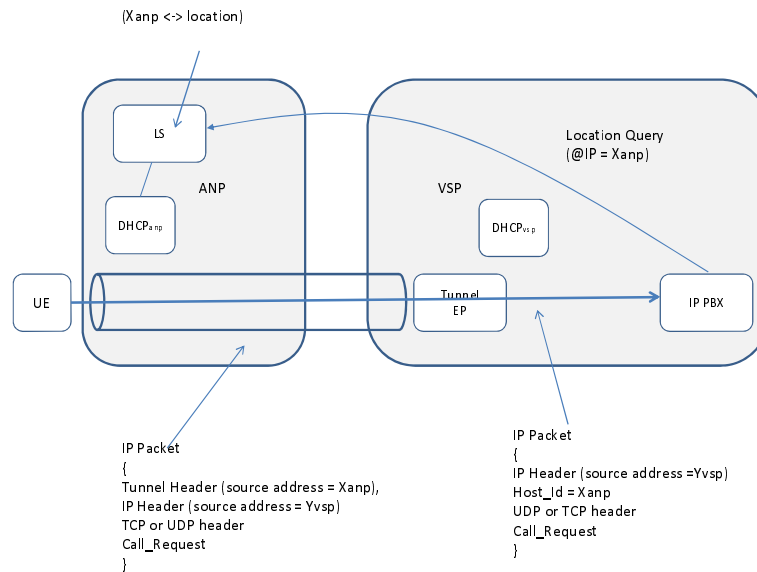 (Xanp <-> location)
LS
Location Query
(@IP = Xanp)
ANP
VSP
DHCPanp
DHCPvsp
UE
Tunnel
EP
IP PBX
IP Packet
{
Tunnel Header (source address = Xanp),
IP Header (source address = Yvsp)
TCP or UDP header
Call_Request
}
IP Packet
{
IP Header (source address =Yvsp)
Host_Id = Xanp
UDP or TCP header
Call_Request
}